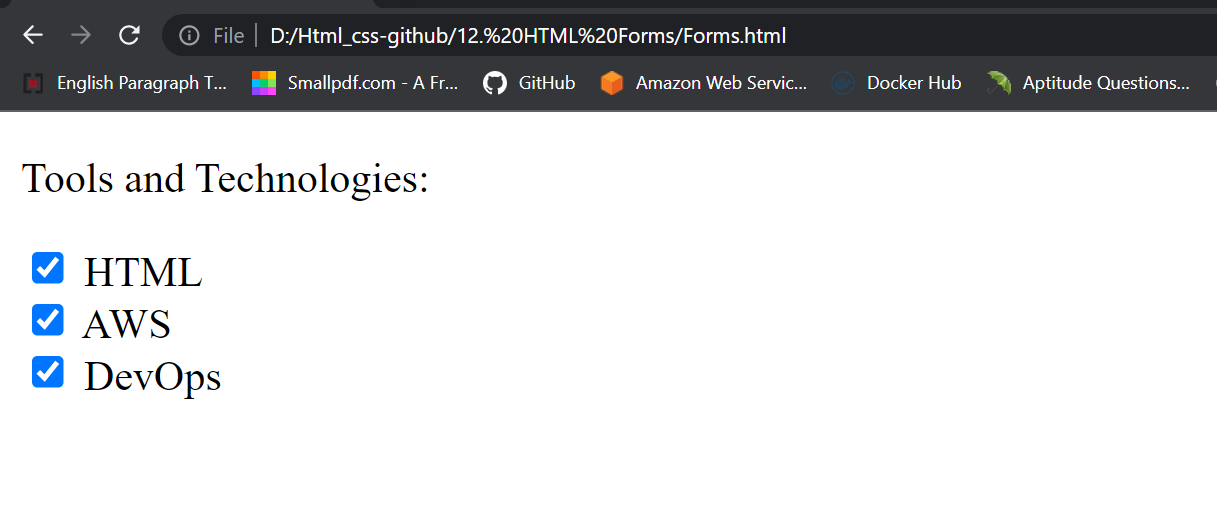 File D:/Html_css-github/12.%20HTML%20Forms/Forms.html
English Paragraph T... Smallpdf.com - A Fr... GitHub Amazon Web Servic... Docker Hub Aptitude Questions...
Tools and Technologies:
HTML
AWS
DevOps